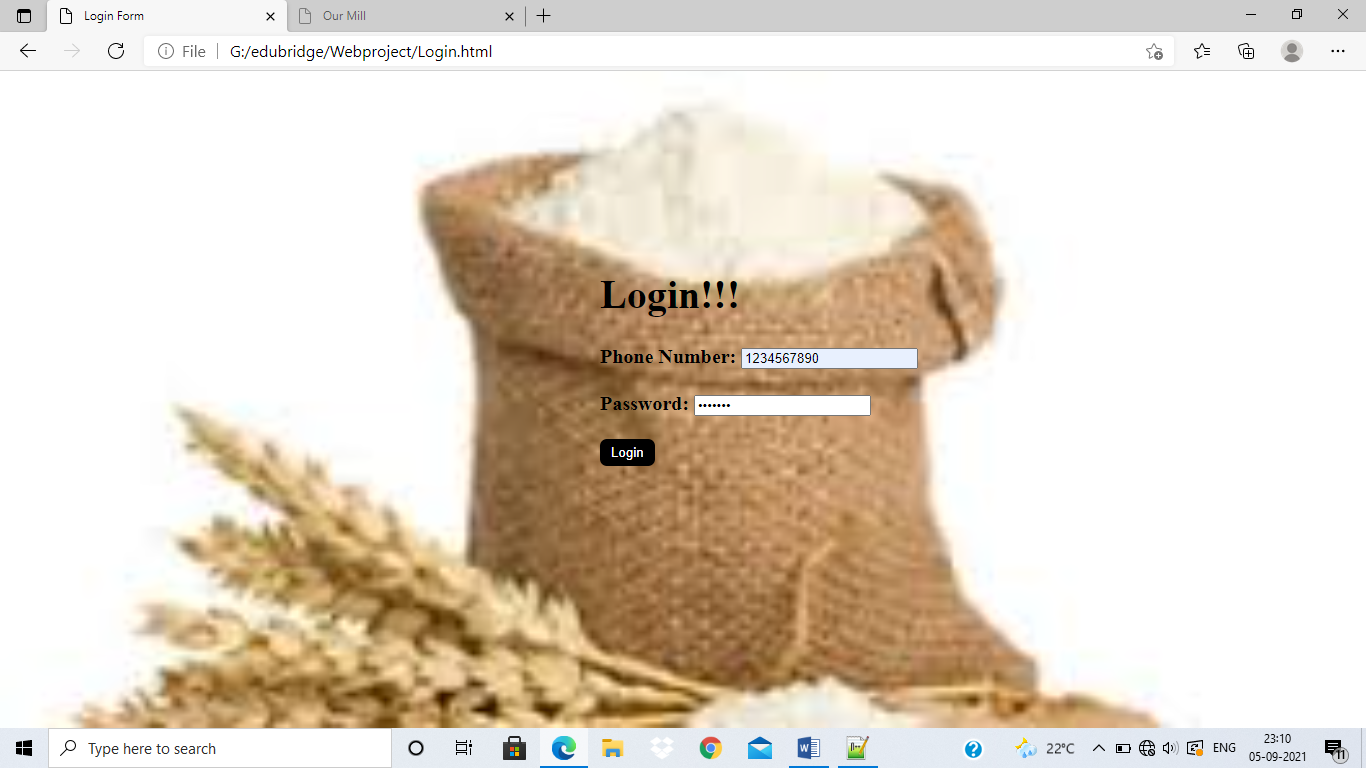 Login Form
Our Mill
File
G:/edubridge/Webproject/Login.html
Login!!!
Phone Number: 1234567890
Password: •••••••
Login
Type here to search
22°C
ENG
23:10
05-09-2021
11